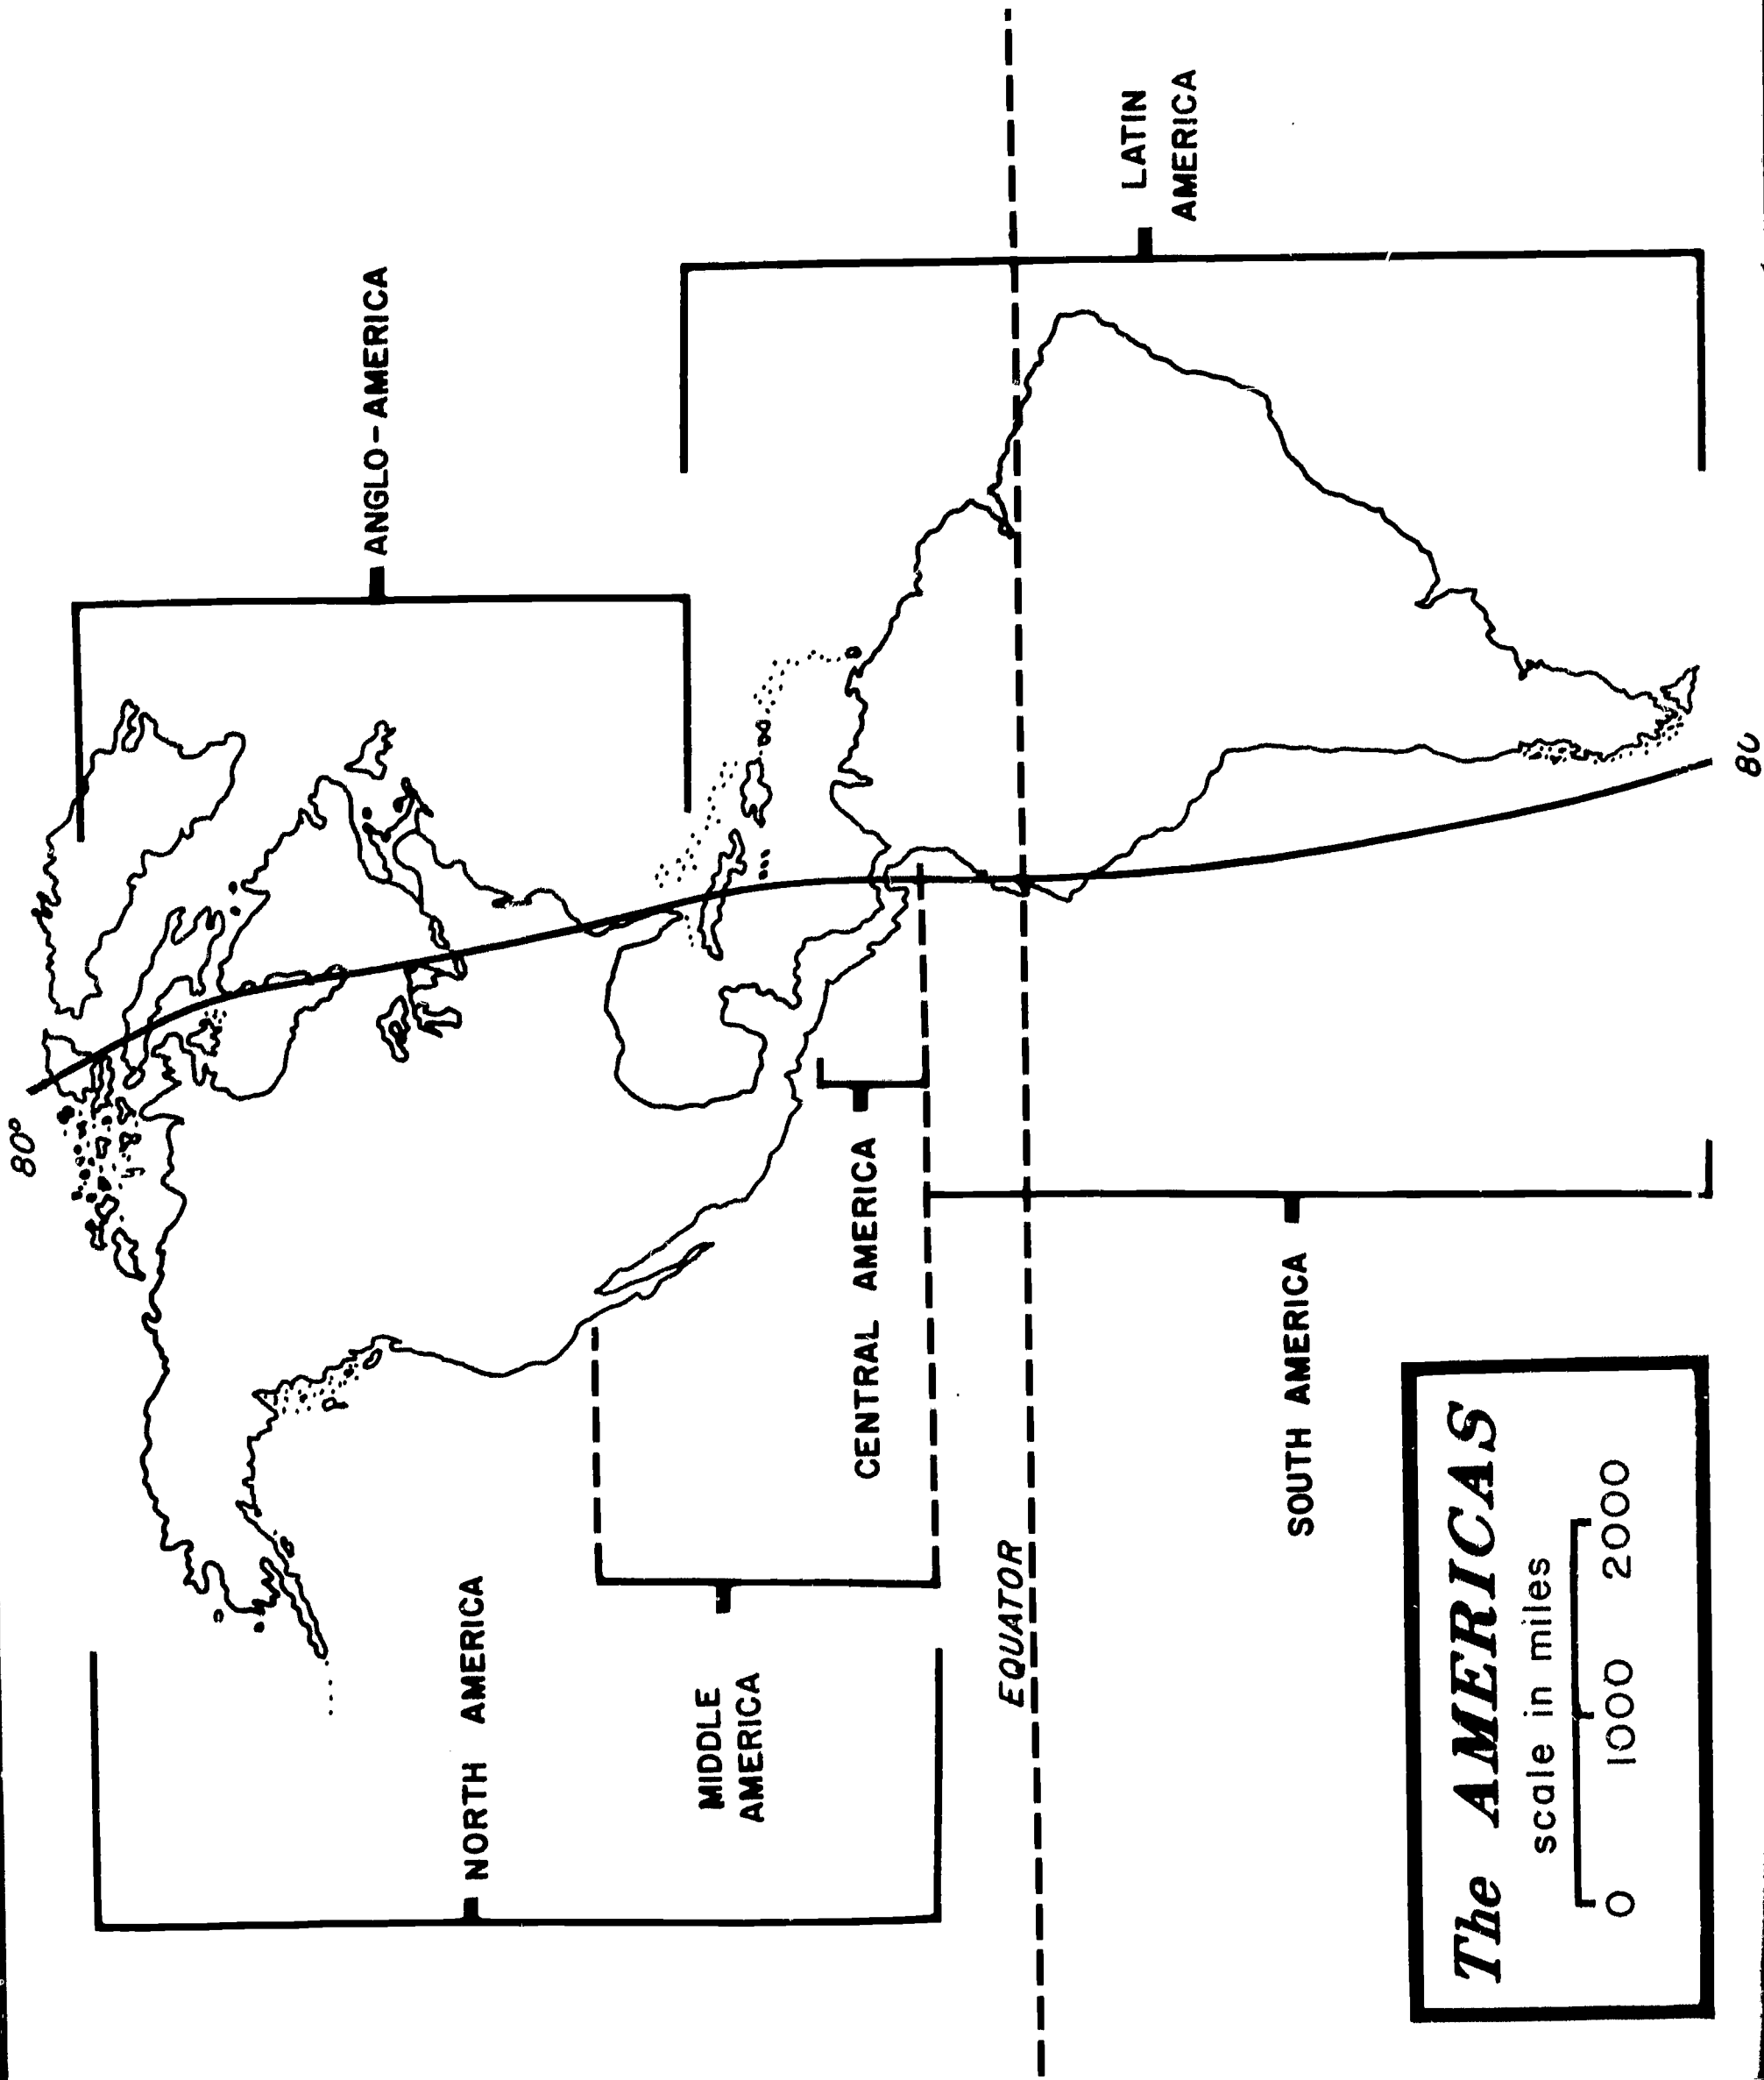 80°
ANGLO-AMERICA
NORTH AMERICA
MIDDLE
AMERICA
CENTRAL AMERICA
LATIN
AMERICA
EQUATOR
SOUTH AMERICA
80
The AMERICAS
scale in miles
0 1000 2000